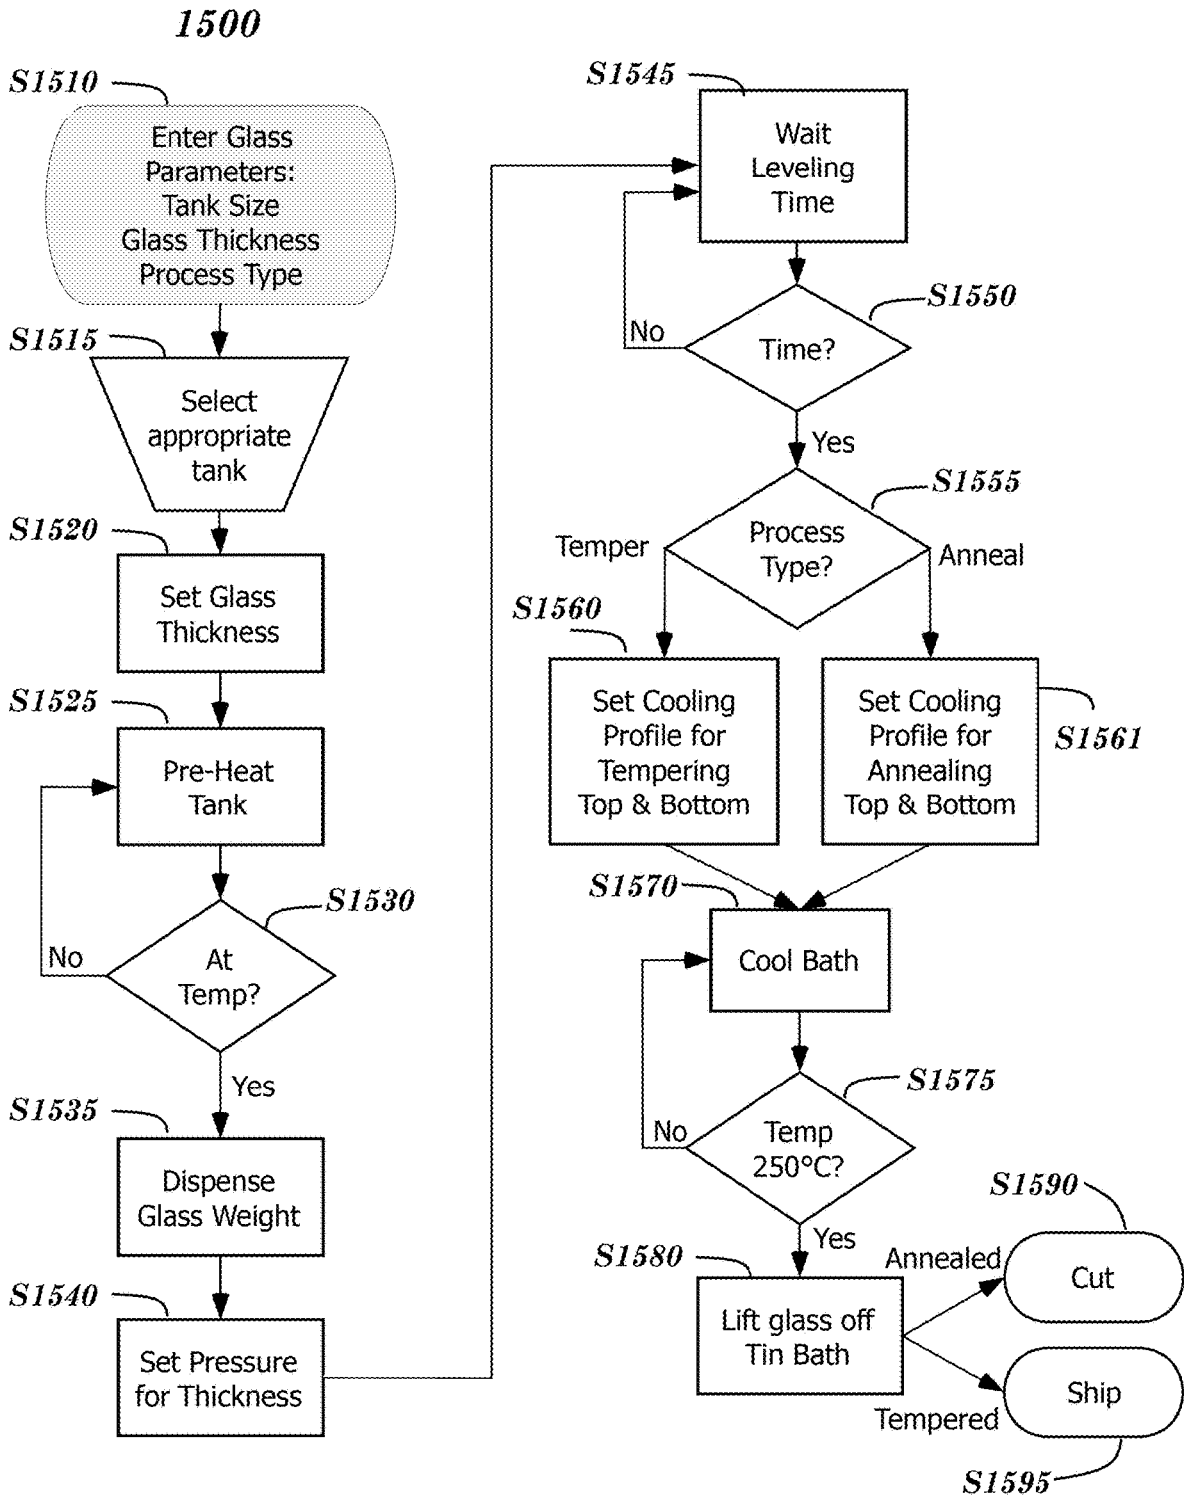 1500
S1510
Enter Glass
Parameters:
Tank Size
Glass Thickness
Process Type
S1515
Select
appropriate
tank
S1520
Set Glass
Thickness
S1525
Pre-Heat
Tank
S1530
At
Temp?
No
Yes
S1535
Dispense
Glass Weight
S1540
Set Pressure
for Thickness
S1545
Wait
Leveling
Time
S1550
Time?
No
Yes
S1555
Process
Type?
Temper
Anneal
S1560
Set Cooling
Profile for
Tempering
Top & Bottom
S1561
Set Cooling
Profile for
Annealing
Top & Bottom
S1570
Cool Bath
S1575
Temp
250°C?
No
Yes
S1580
Lift glass off
Tin Bath
Annealed
S1590
Cut
Tempered
Ship
S1595